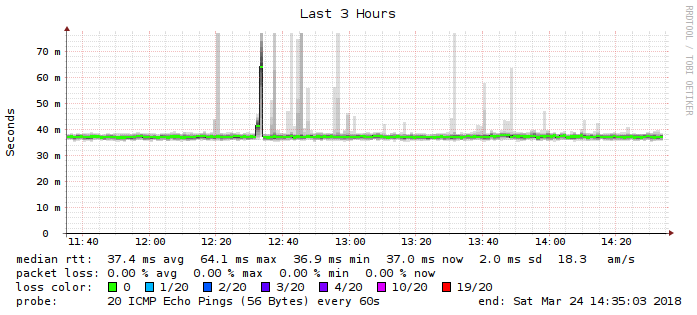 Last 3 Hours
RRDTOOL / TOBI OETIKER
Seconds
70 m
60 m
50 m
40 m
30 m
20 m
10 m
0
11:40 12:00 12:20 12:40 13:00 13:20 13:40 14:00 14:20
median rtt: 37.4 ms avg 64.1 ms max 36.9 ms min 37.0 ms now 2.0 ms sd 18.3 am/s
packet loss: 0.00 % avg 0.00 % max 0.00 % min 0.00 % now
loss color: 0 1/20 2/20 3/20 4/20 10/20 19/20
probe: 20 ICMP Echo Pings (56 Bytes) every 60s end: Sat Mar 24 14:35:03 2018